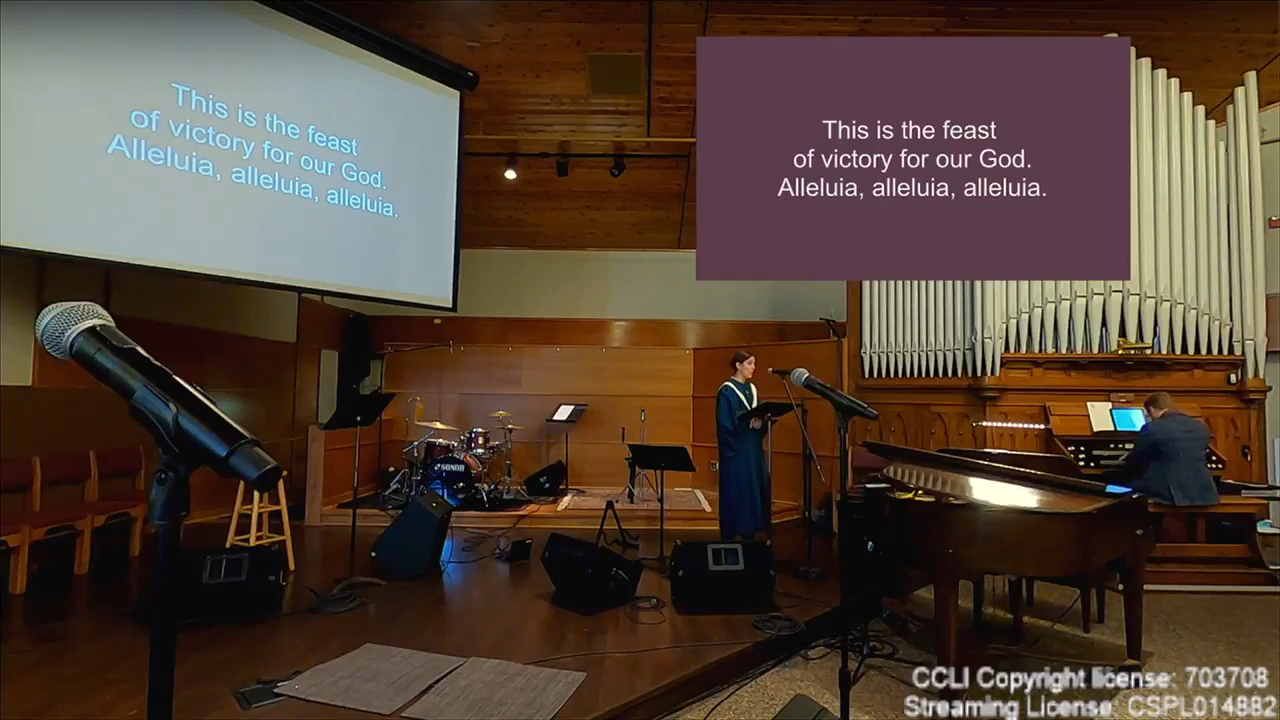 This is the feast
of victory for our God.
Alleluia, alleluia, alleluia.
This is the feast
of victory for our God.
Alleluia, alleluia, alleluia.
SONOR
CCLI Copyright license: 703708
Streaming License: CSPL014882